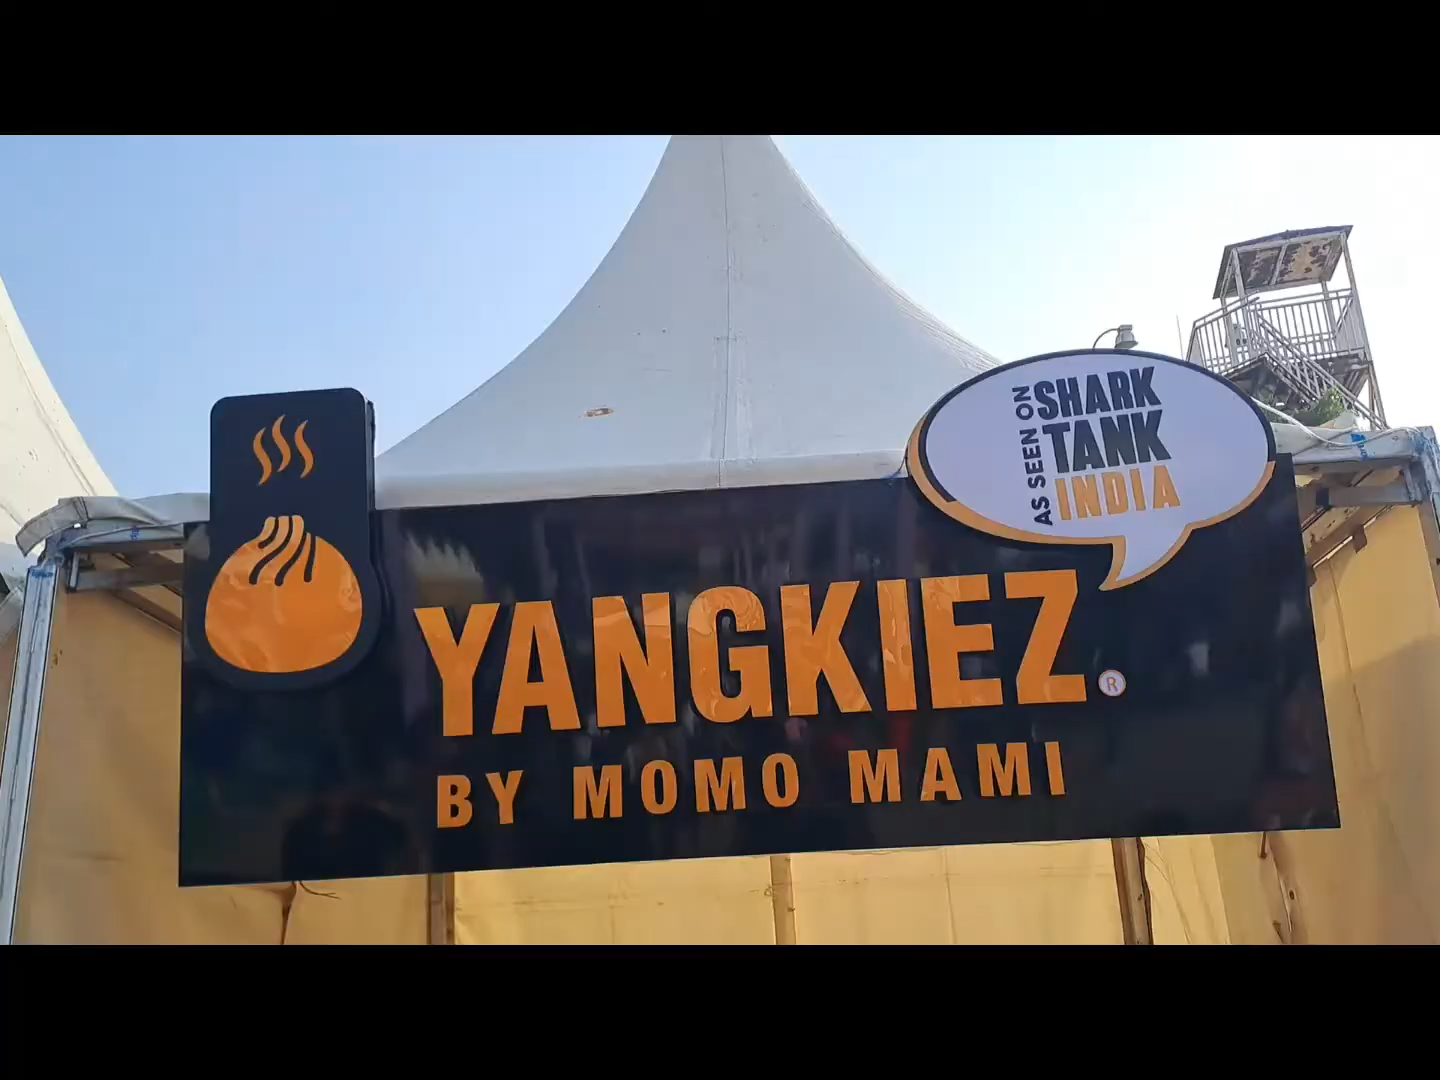 AS SEEN ON
SHARK
TANK
INDIA
YANGKIEZ®
BY MOMO MAMI